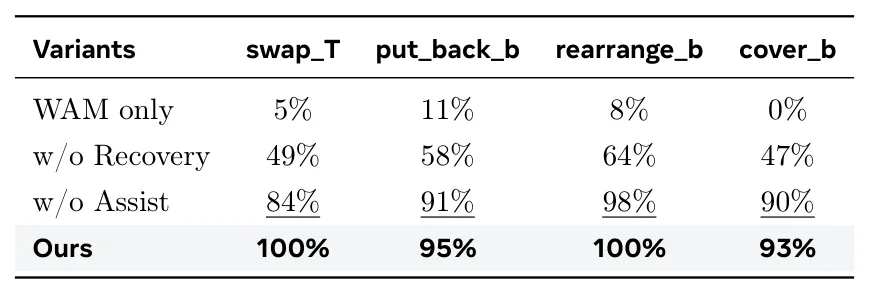 Variants swap_T put_back_b rearrange_b cover_b
WAM only 5% 11% 8% 0%
w/o Recovery 49% 58% 64% 47%
w/o Assist 84% 91% 98% 90%
Ours 100% 95% 100% 93%